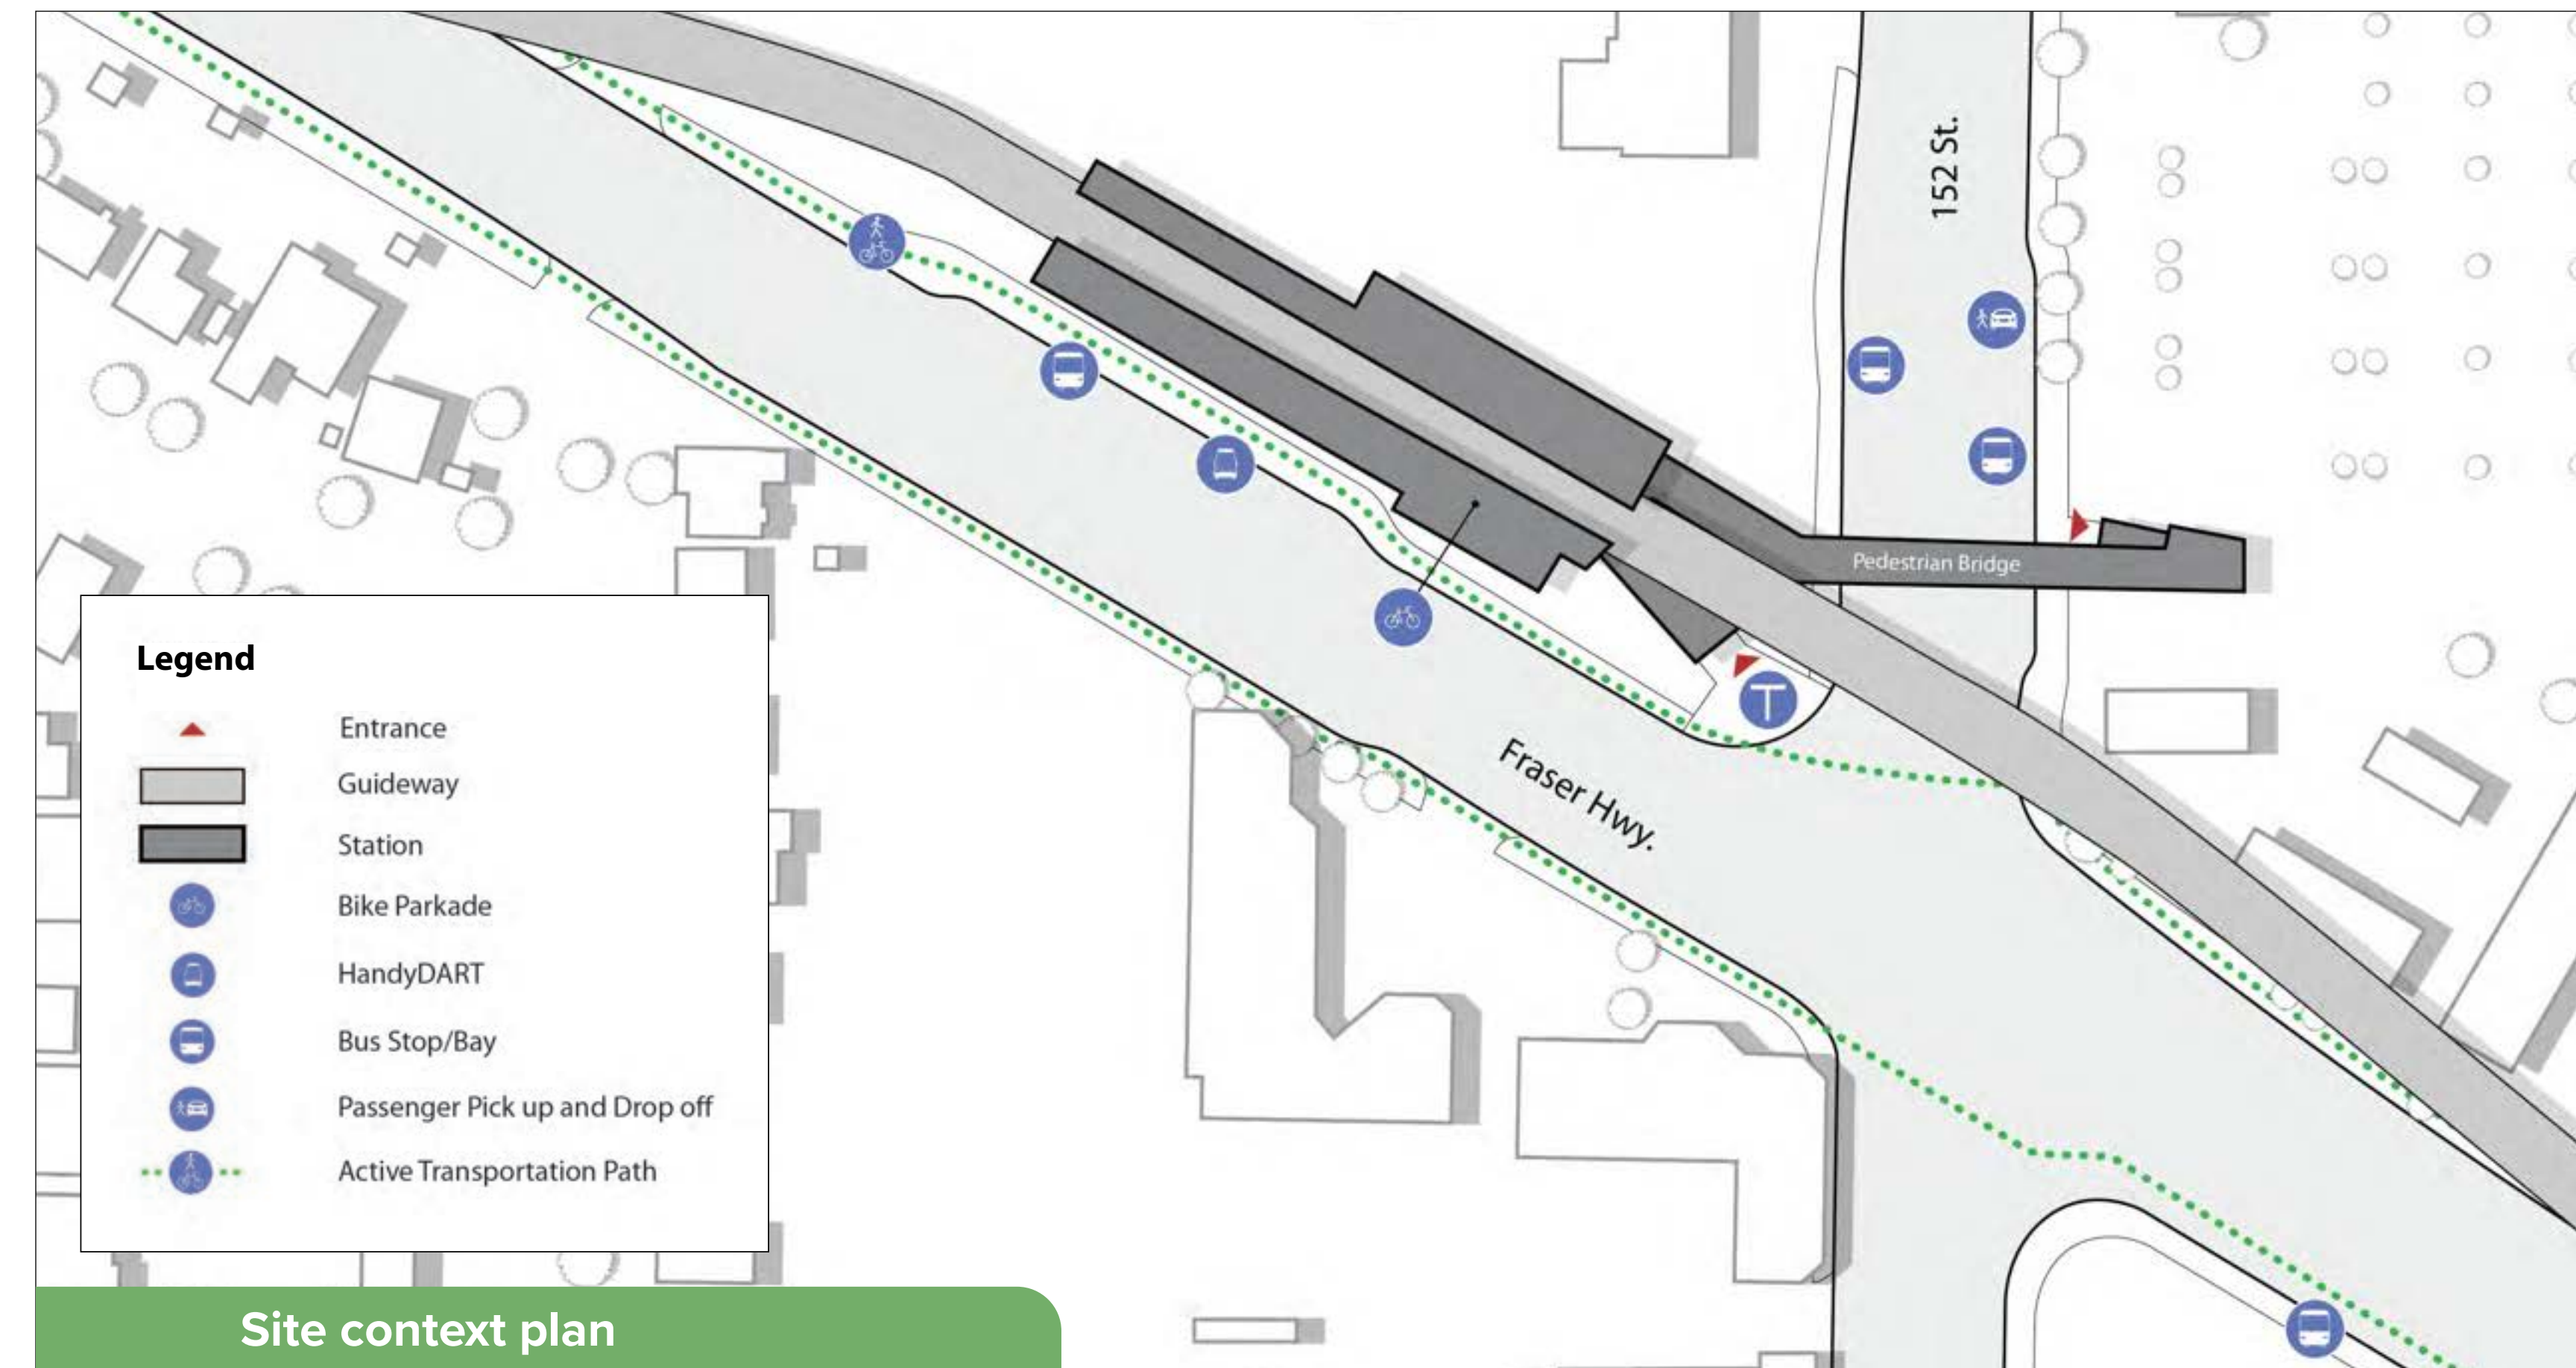 152 St.
Pedestrian Bridge
T
Fraser Hwy.
Legend
Entrance
Guideway
Station
Bike Parkade
HandyDART
Bus Stop/Bay
Passenger Pick up and Drop off
Active Transportation Path
Site context plan